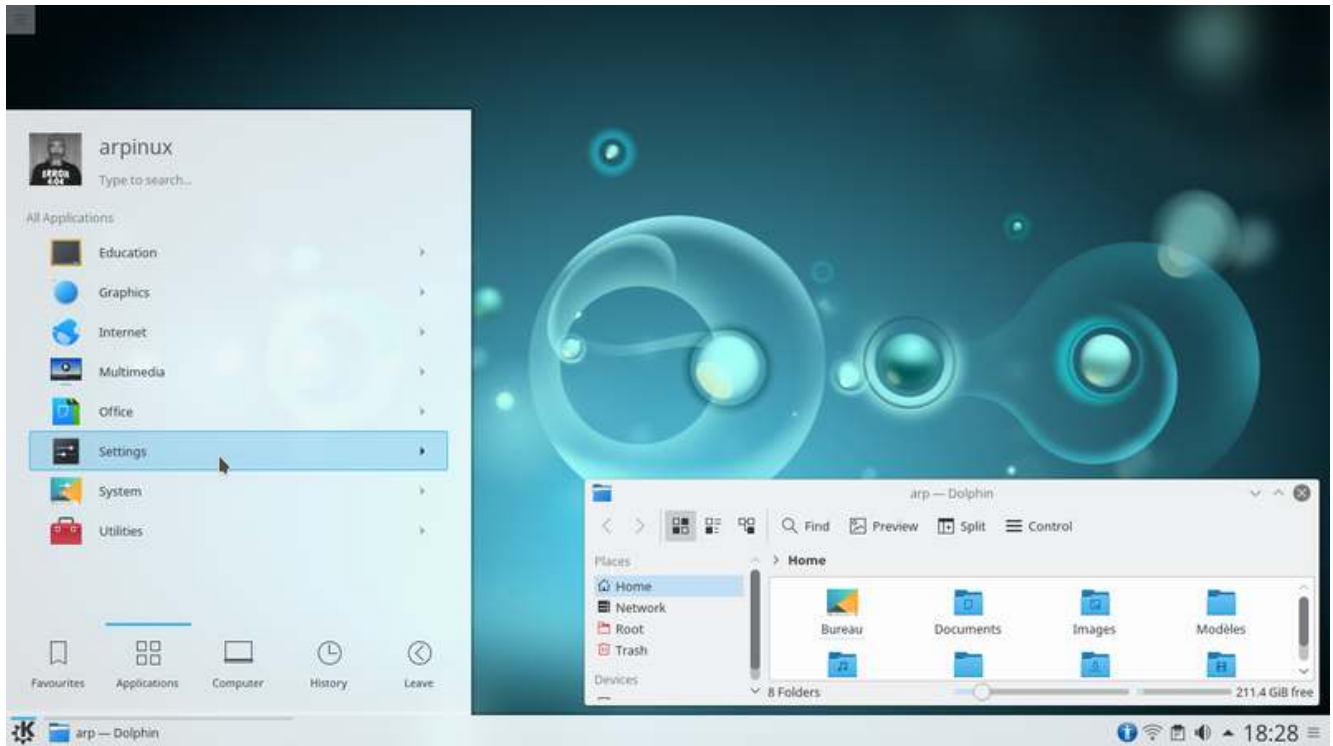 arpinux
Type to search...
All Applications
Education
Graphics
Internet
Multimedia
Office
Settings
System
Utilities
Favourites Applications Computer History Leave
arp — Dolphin
Find Preview Split Control
Places
Home
Network
Root
Trash
Devices
> Home
Bureau Documents Images Modèles
8 Folders 211.4 GiB free
arp — Dolphin
18:28